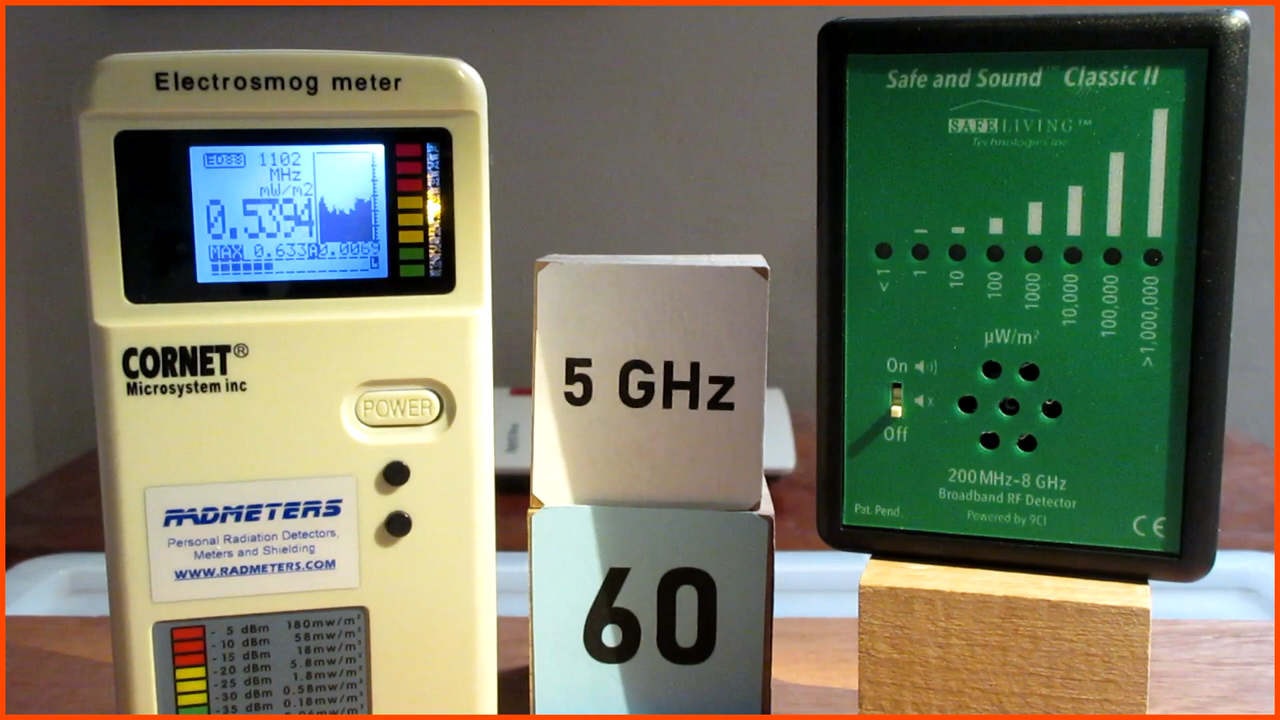 Electrosmog meter
ED88 1102
MHz
mW/m2
0.5394
MAX 0.633 0.0069
CORNET®
Microsystem inc
POWER
RADMETERS
Personal Radiation Detectors,
Meters and Shielding
WWW.RADMETERS.COM
- 5 dBm 180mw/m²
- 10 dBm 58mw/m²
- 15 dBm 18mw/m²
- 20 dBm 5.8mw/m²
- 25 dBm 1.8mw/m²
- 30 dBm 0.58mw/m²
- 35 dBm 0.18mw/m²
5 GHz
60
Safe and Sound™ Classic II
SAFELIVING™
Technologies Inc
<1
1
10
100
1000
10,000
100,000
>1,000,000
µW/m²
On
Off
200 MHz-8 GHz
Broadband RF Detector
Powered by 9CI
Pat. Pend.
CE